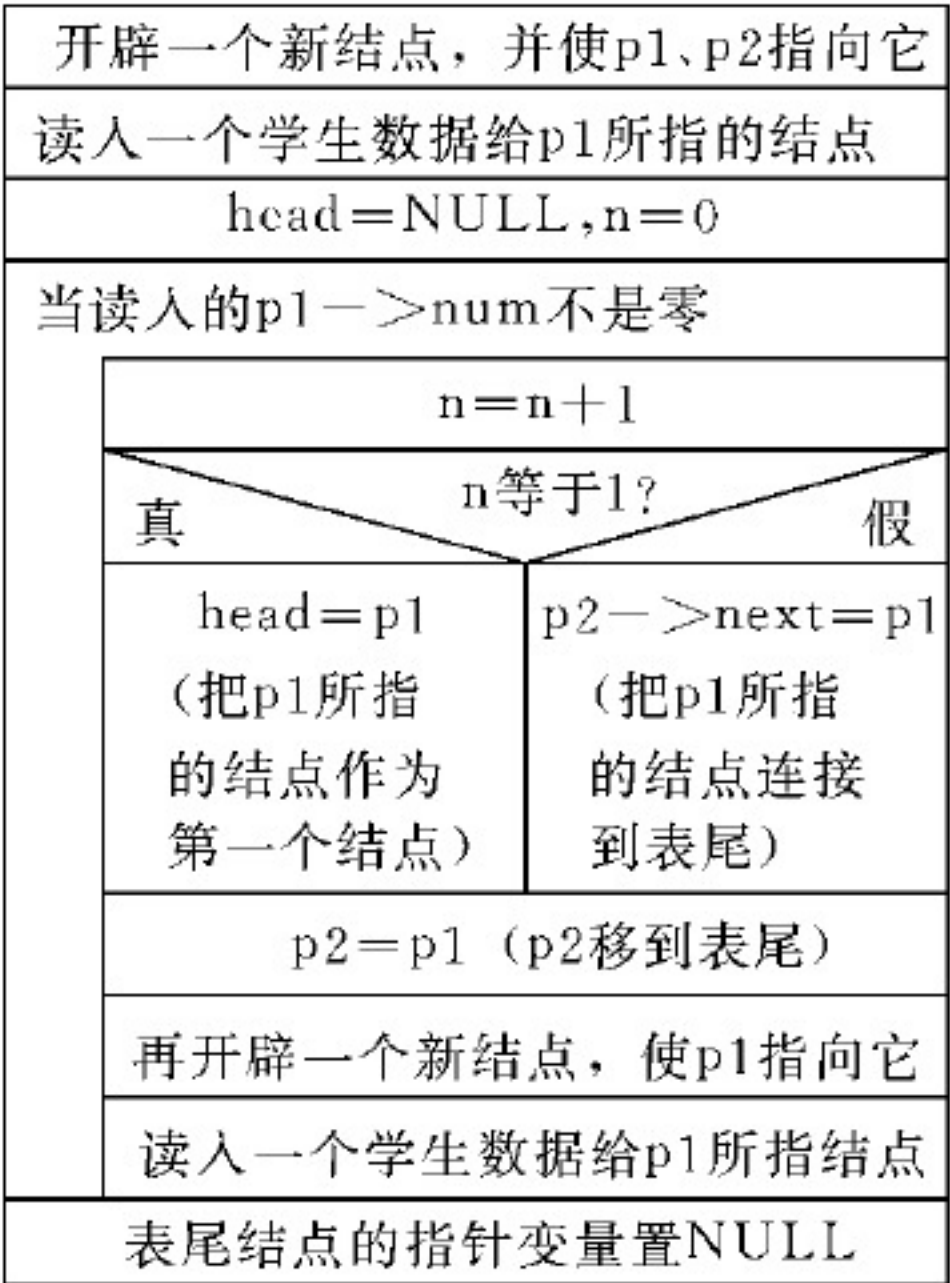 开辟一个新结点，并使p1、p2指向它
读入一个学生数据给p1所指的结点
head=NULL,n=0
当读入的p1->num不是零
n=n+1
n等于1?
真
假
head=p1
(把p1所指
的结点作为
第一个结点)
p2->next=p1
(把p1所指
的结点连接
到表尾)
p2=p1 (p2移到表尾)
再开辟一个新结点，使p1指向它
读入一个学生数据给p1所指结点
表尾结点的指针变量置NULL